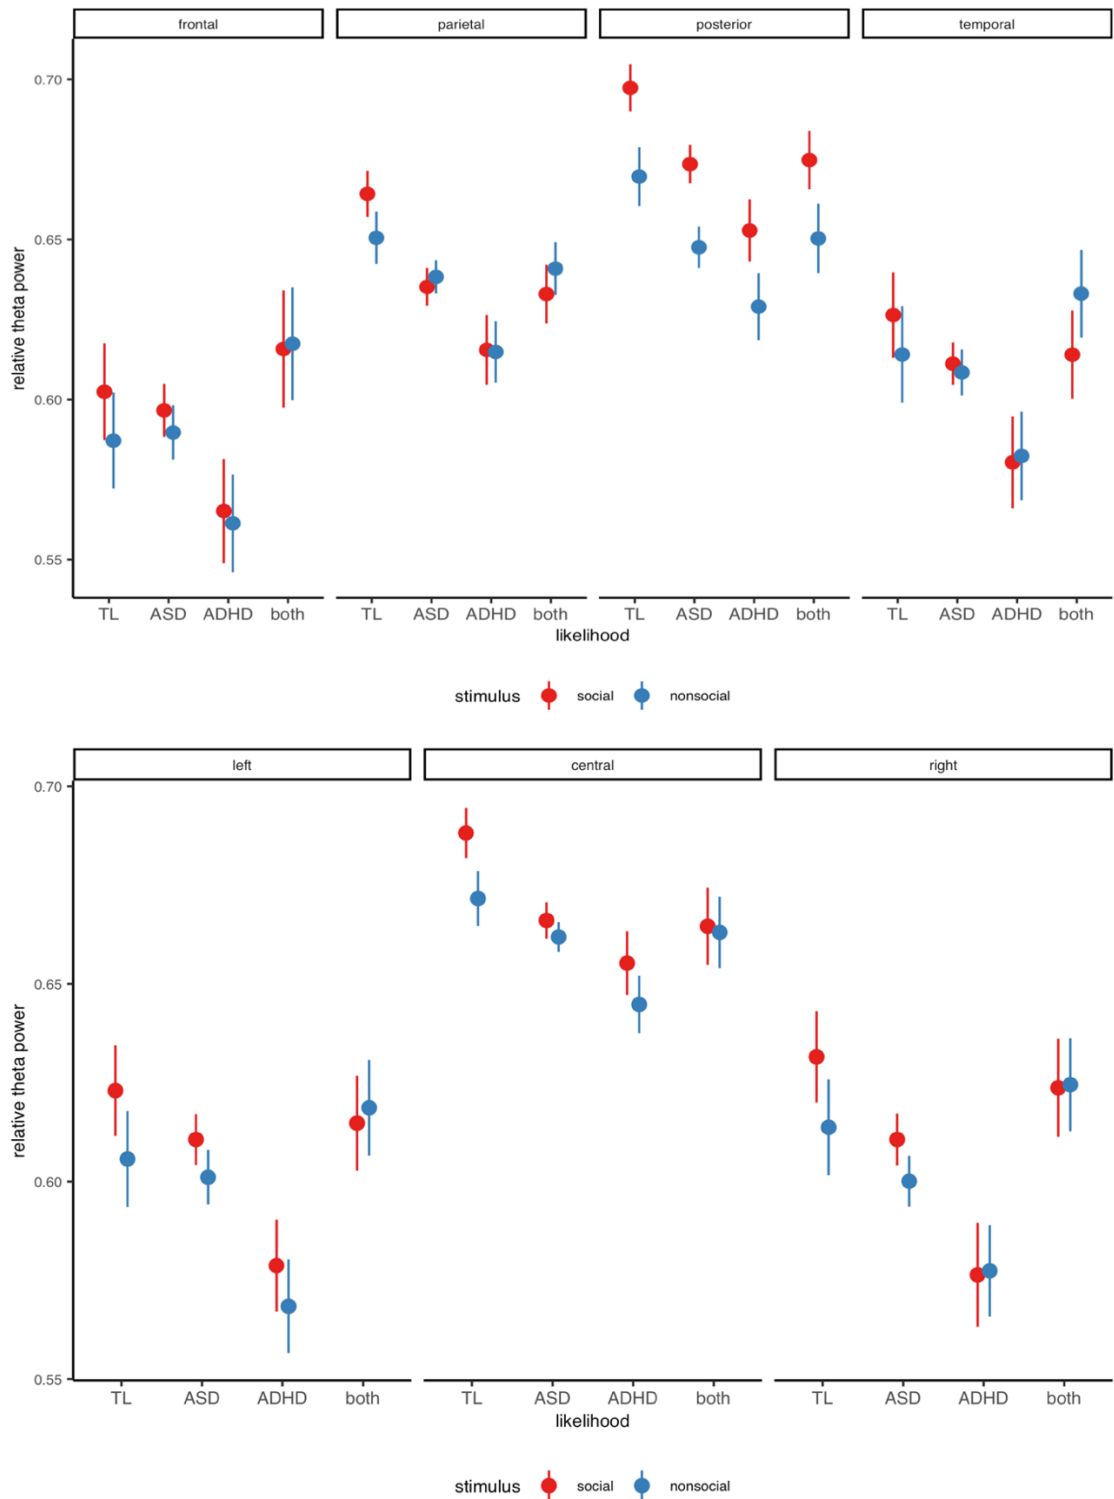 frontal parietal posterior temporal
0.70
0.65
0.60
0.55
relative theta power
TL ASD ADHD both TL ASD ADHD both TL ASD ADHD both TL ASD ADHD both
likelihood
stimulus social nonsocial
left central right
0.70
0.65
0.60
0.55
relative theta power
TL ASD ADHD both TL ASD ADHD both TL ASD ADHD both
likelihood
stimulus social nonsocial